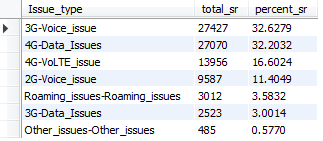 Issue_type total_sr percent_sr
3G-Voice_issue 27427 32.6279
4G-Data_Issues 27070 32.2032
4G-VoLTE_issue 13956 16.6024
2G-Voice_issue 9587 11.4049
Roaming_issues-Roaming_issues 3012 3.5832
3G-Data_Issues 2523 3.0014
Other_issues-Other_issues 485 0.5770